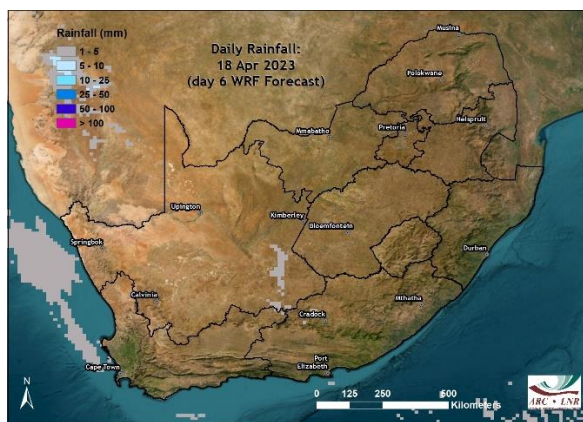 Rainfall (mm)
1 - 5
5 - 10
10 - 25
25 - 50
50 - 100
> 100
Daily Rainfall:
18 Apr 2023
(day 6 WRF Forecast)
Musina
Polokwane
Nelspruit
Pretoria
Mmabatho
Upington
Kimberley
Bloemfontein
Springbok
Durban
Calvinia
Mthatha
Cradock
Cape Town
Port
Elizabeth
N
0 125 250 500
Kilometers
ARC • LNR